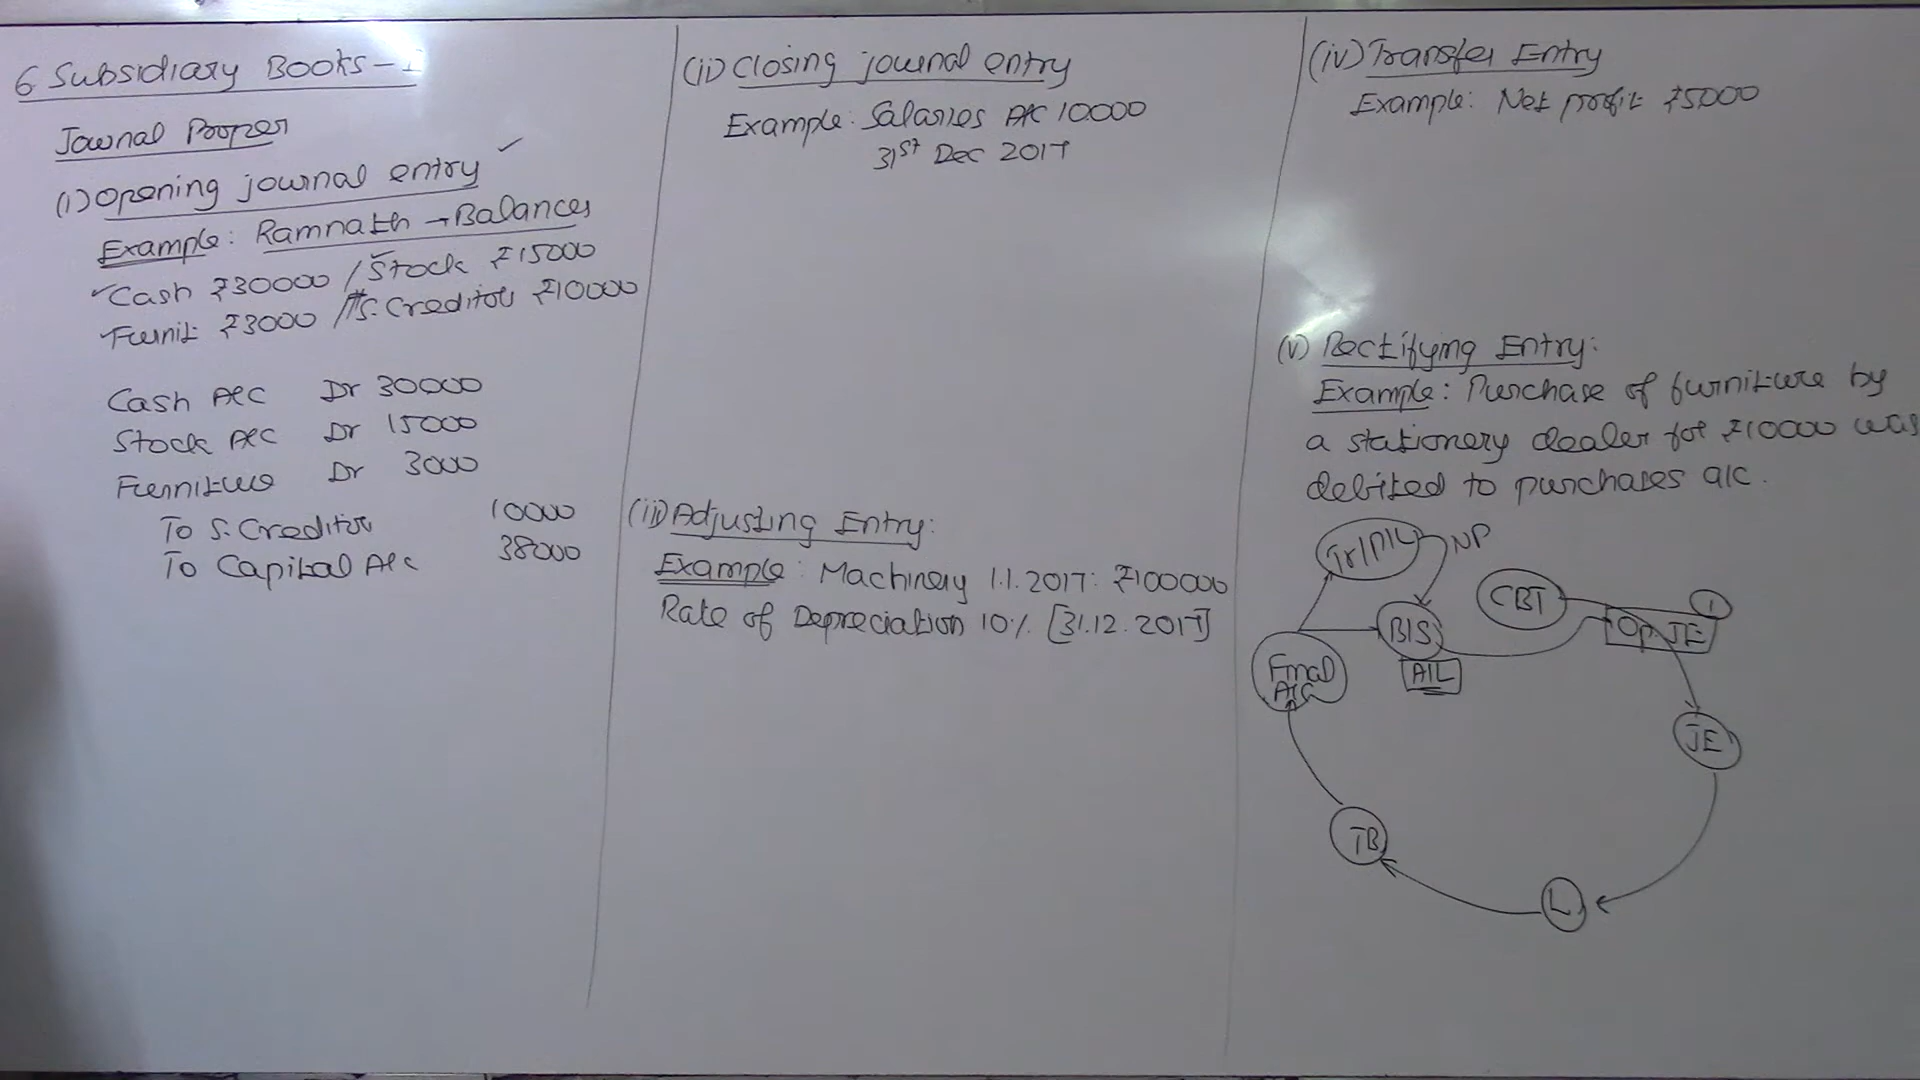 6 Subsidiary Books - I
Journal Proper
(i) Opening journal entry ✓
Example: Ramnath → Balances
✓Cash ₹30000 / Stock ₹15000
✓Furnit: ₹3000 / S. Creditors ₹10000
Cash A/c Dr 30000
Stock A/c Dr 15000
Furniture Dr 3000
To S. Creditor 10000
To Capital A/c 38000
(ii) Closing journal entry
Example: Salaries A/c 10000
31st Dec 2017
(iii) Adjusting Entry:
Example: Machinery 1.1.2017: ₹100000
Rate of Depreciation 10% [31.12.2017]
(iv) Transfer Entry
Example: Net profit ₹5000
(v) Rectifying Entry:
Example: Purchase of furniture by
a stationery dealer for ₹10000 was
debited to purchases a/c.
Tr/P/L NP
CBT
1
B/S
Op. JE
Final
A/C
A/L
JE
TB
L